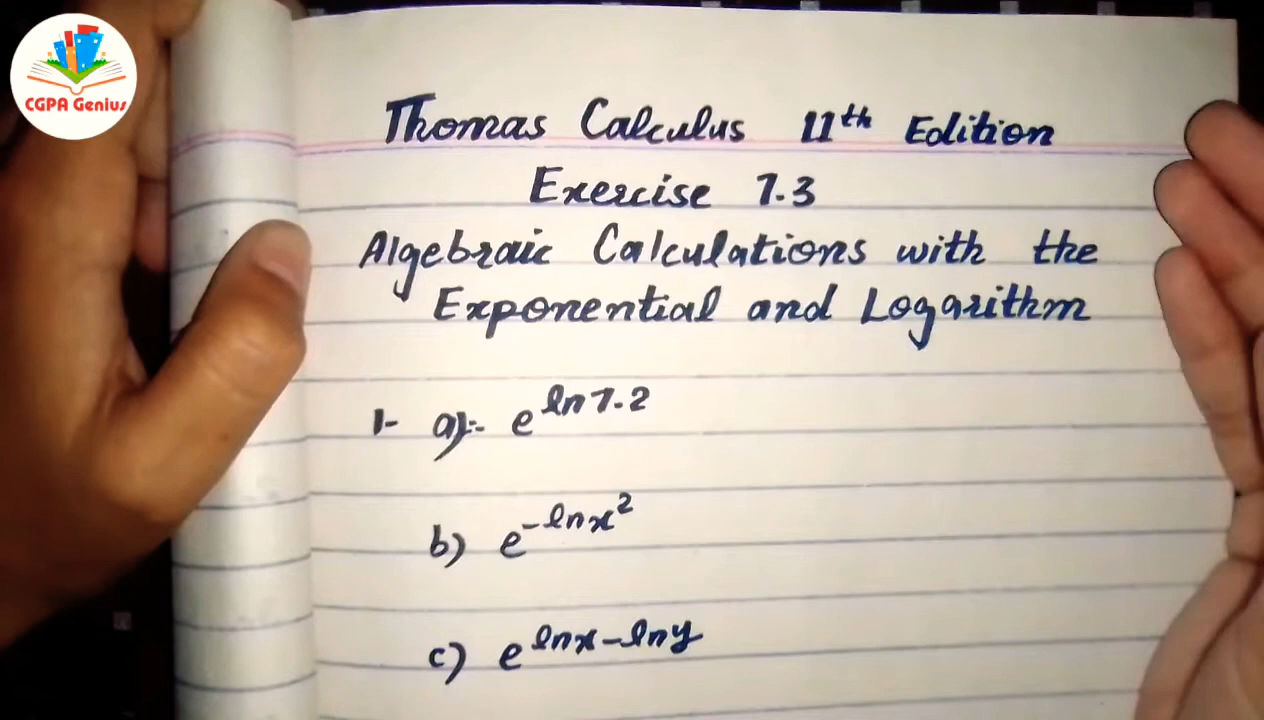 CGPA Genius
Thomas Calculus 11th Edition
Exercise 7.3
Algebraic Calculations with the
Exponential and Logarithm
1- a):- e^ln 7.2
b) e^-ln x^2
c) e^ln x - ln y